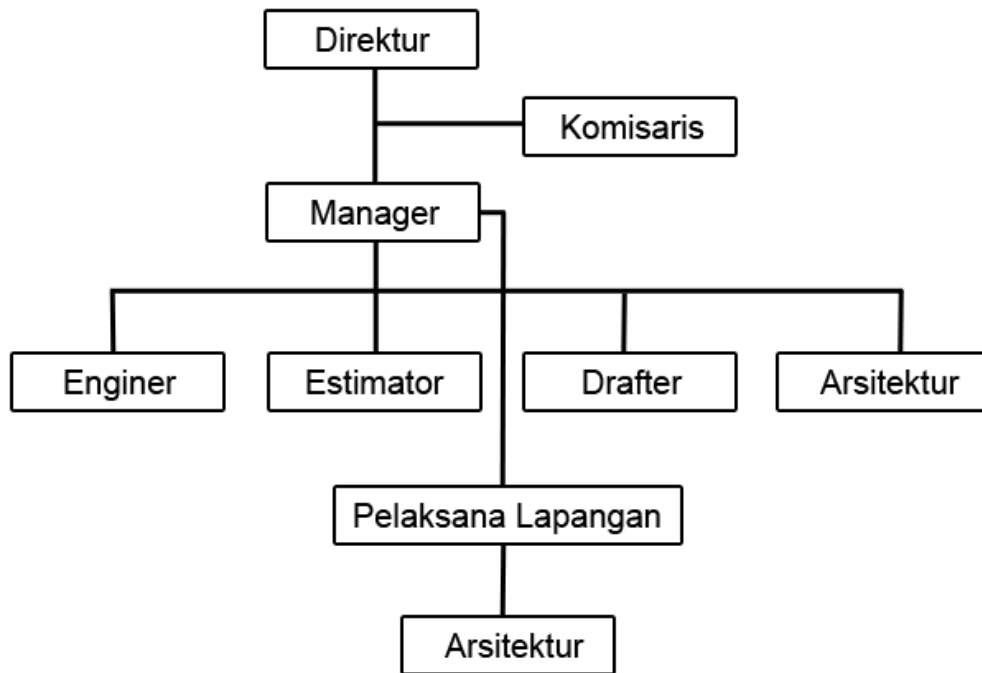 Direktur
Komisaris
Manager
Enginer
Estimator
Drafter
Arsitektur
Pelaksana Lapangan
Arsitektur